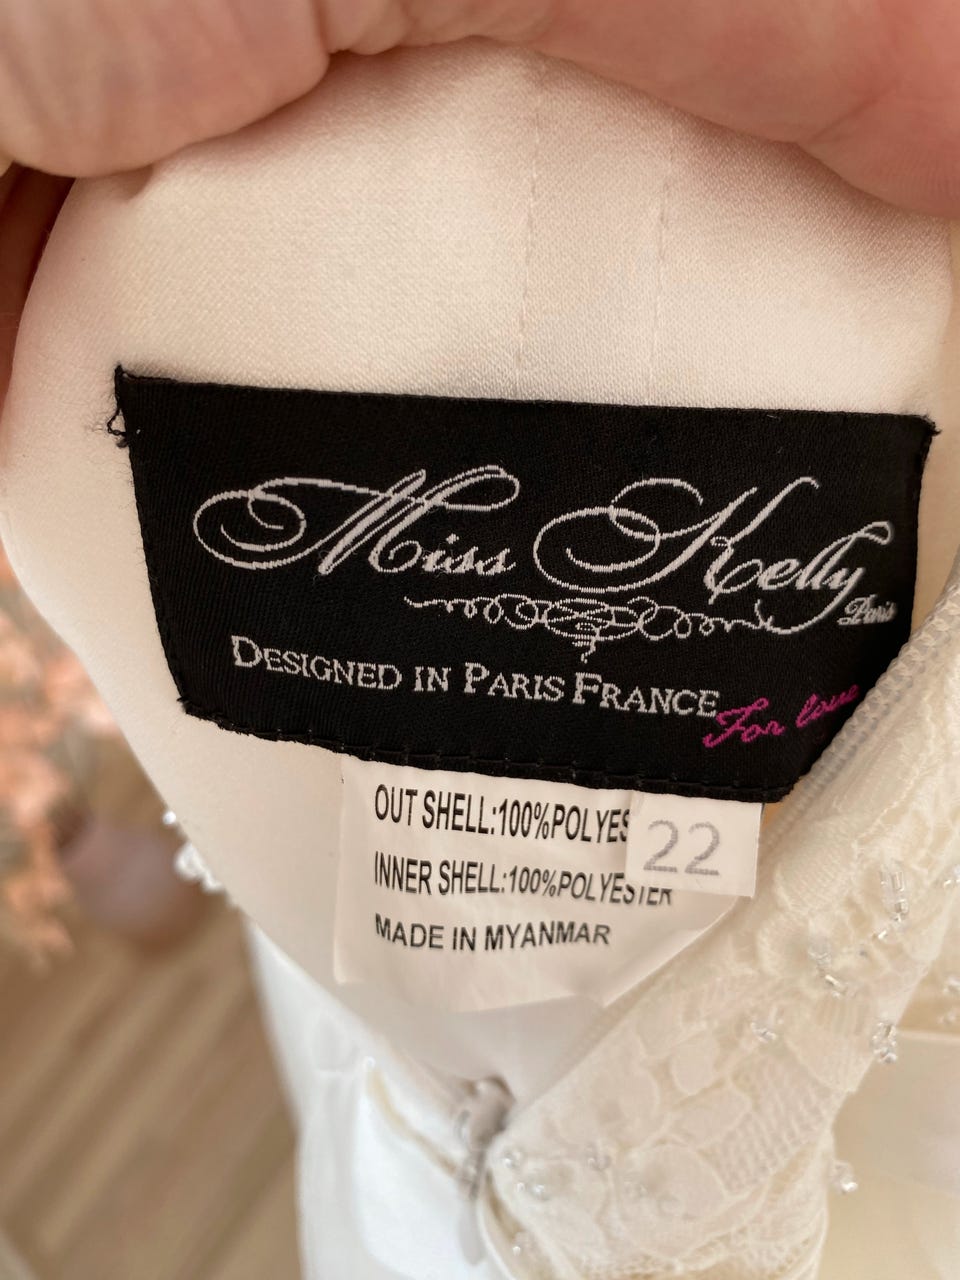 Miss Kelly
Paris
DESIGNED IN PARIS FRANCE
For love
OUT SHELL:100%POLYES
22
INNER SHELL:100%POLYESTER
MADE IN MYANMAR